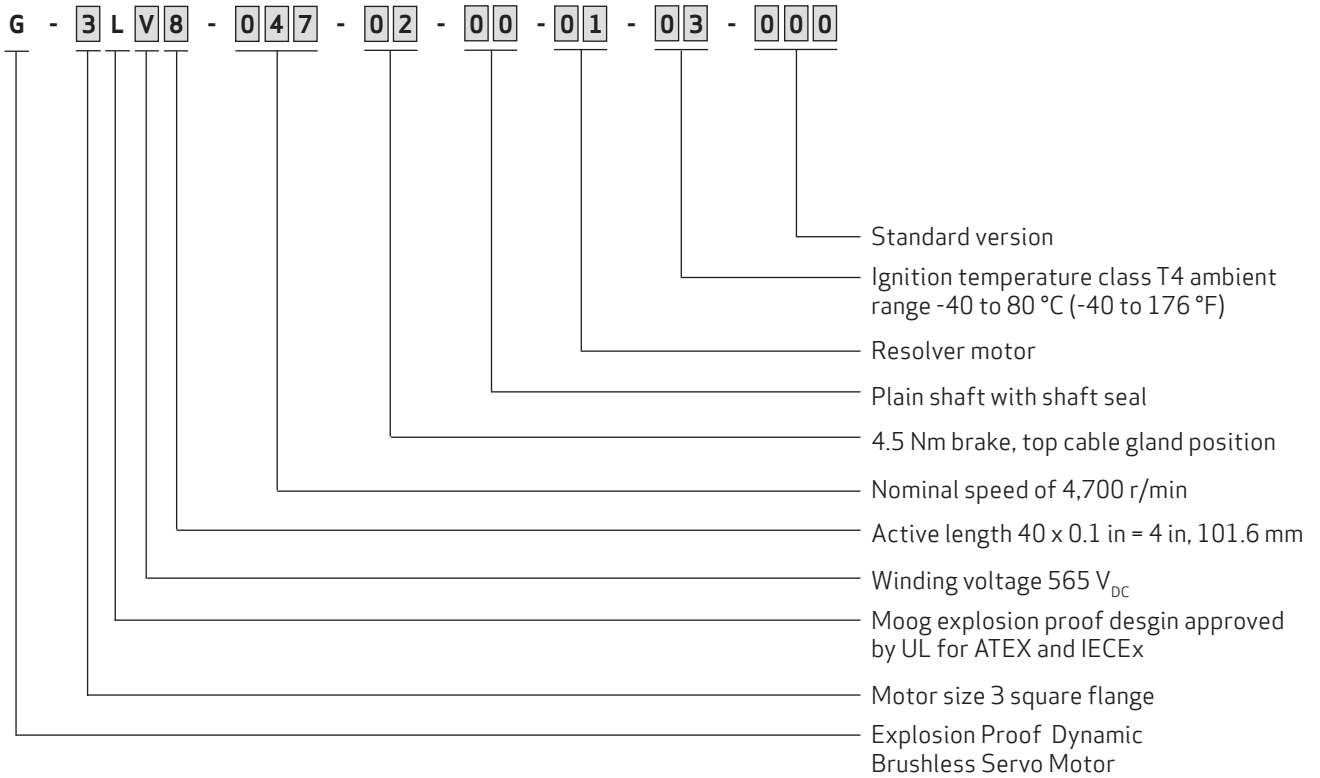 G - 3 L V 8 - 0 4 7 - 0 2 - 0 0 - 0 1 - 0 3 - 0 0 0
Standard version
Ignition temperature class T4 ambient
range -40 to 80 °C (-40 to 176 °F)
Resolver motor
Plain shaft with shaft seal
4.5 Nm brake, top cable gland position
Nominal speed of 4,700 r/min
Active length 40 x 0.1 in = 4 in, 101.6 mm
Winding voltage 565 V_DC
Moog explosion proof desgin approved
by UL for ATEX and IECEx
Motor size 3 square flange
Explosion Proof Dynamic
Brushless Servo Motor